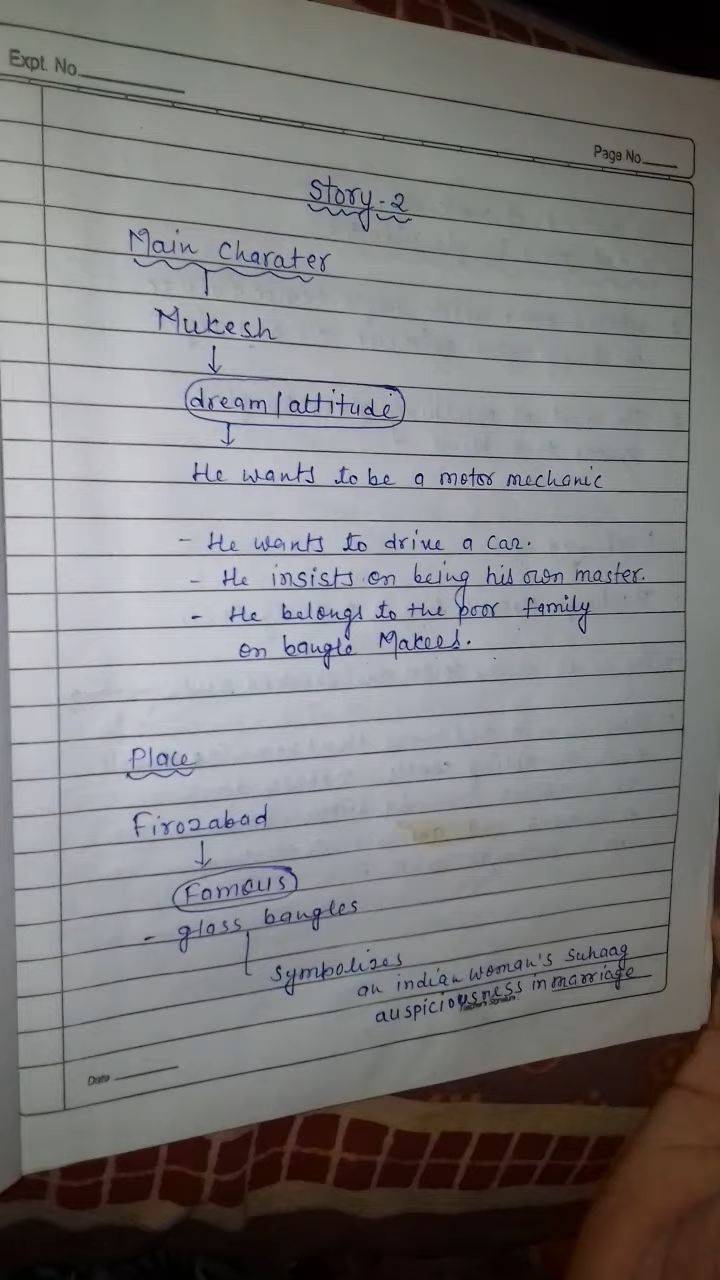 Expt. No.
Page No.
Story-2
Main Charater
Mukesh
dream/attitude
He wants to be a motor mechanic
- He wants to drive a car.
- He insists on being his own master.
- He belongs to the poor family
on bangle Makees.
Place
Firozabad
Famous
- glass bangles
symbolizes
an indian woman's suhaag
auspiciousness in marriage
Date